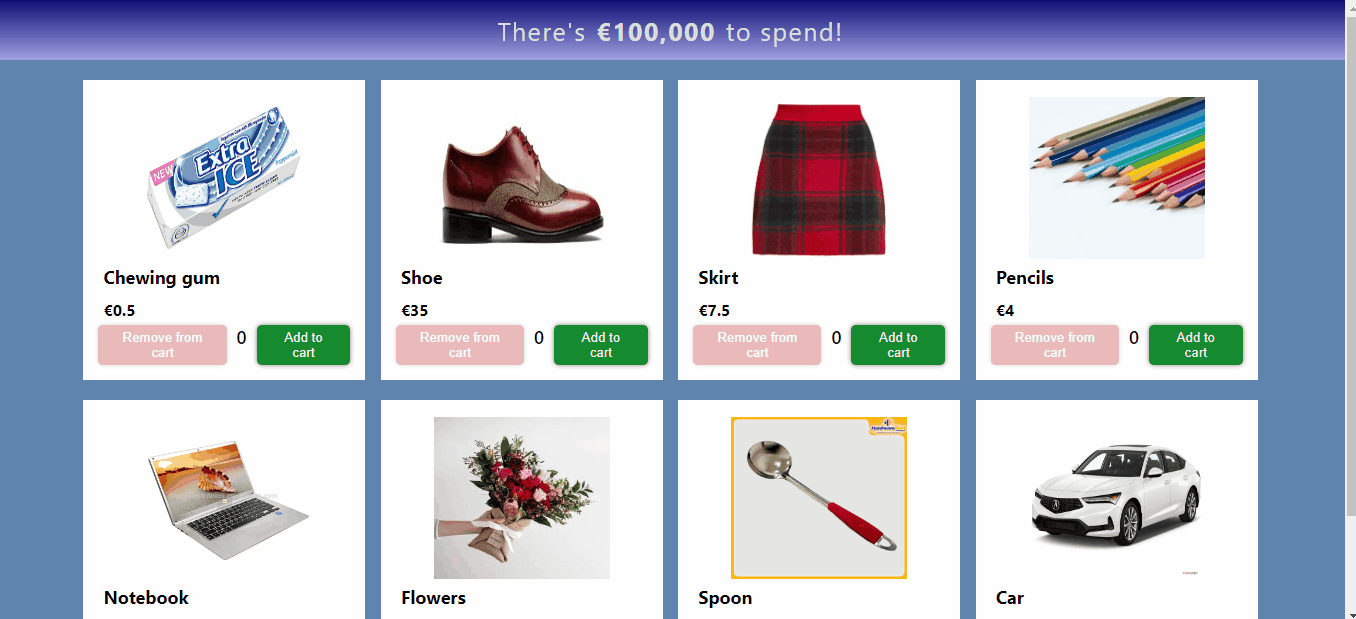 There's €100,000 to spend!
NEW
Extra
ICE
Peppermint
Chewing gum
Shoe
Skirt
Pencils
€0.5
€35
€7.5
€4
Remove from
cart
0
Add to
cart
Remove from
cart
0
Add to
cart
Remove from
cart
0
Add to
cart
Remove from
cart
0
Add to
cart
Notebook
Flowers
Spoon
Car